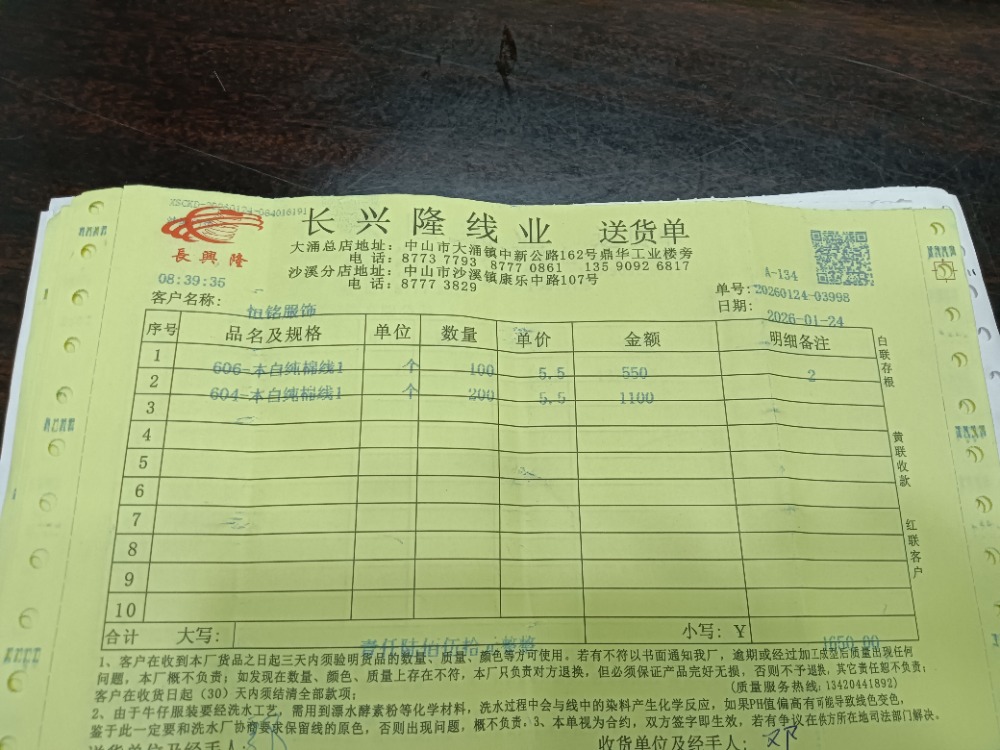 長興隆
长兴隆线业 送货单
大涌总店地址：中山市大涌镇中新公路162号鼎华工业楼旁
电话：8773 7793 8777 0861 135 9092 6817
沙溪分店地址：中山市沙溪镇康乐中路107号
电话：8777 3829
A-134
08:39:35
单号：20260124-03998
客户名称：恒铭服饰
日期：2026-01-24
序号 品名及规格 单位 数量 单价 金额 明细备注
1 606-本白纯棉线1 个 100 5.5 550 2
2 604-本白纯棉线1 个 200 5.5 1100
3
4
5
6
7
8
9
10
白联存根
黄联收款
红联客户
合计 大写： 壹仟陆佰伍拾元整 小写：Y 1650.00
1、客户在收到本厂货品之日起三天内须验明货品的数量、质量、颜色等方可使用，若有不符以书面通知我厂，逾期或经过加工成型后质量出现任何
问题，本厂概不负责；如发现在数量、颜色、质量上存在不符，本厂只负责对方退换，但必须保证产品完好无损，否则不予退换，其它责任恕不负责；
（质量服务热线：13420441892）
客户在收货日起（30）天内须结清全部款项；
2、由于牛仔服装要经洗水工艺，需用到漂水酵素粉等化学材料，洗水过程中会与线中的染料产生化学反应，如果PH值偏高有可能导致线色变色，
鉴于此一定要和洗水厂协商要求保留线的原色，否则出现问题，概不负责．3、本单视为合约，双方签字即生效，若有争议在供方所在地司法部门解决。
送货单位及经手人： 收货单位及经手人：